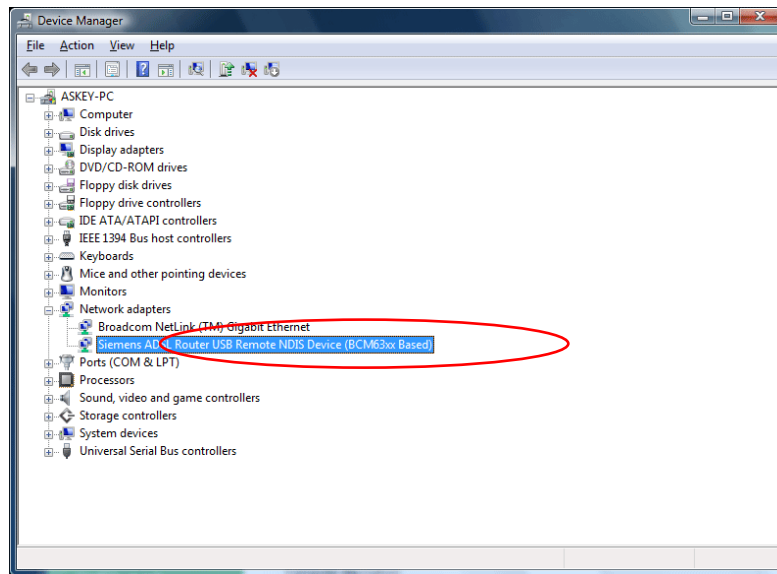 Device Manager
File Action View Help
ASKEY-PC
Computer
Disk drives
Display adapters
DVD/CD-ROM drives
Floppy disk drives
Floppy drive controllers
IDE ATA/ATAPI controllers
IEEE 1394 Bus host controllers
Keyboards
Mice and other pointing devices
Monitors
Network adapters
Broadcom NetLink (TM) Gigabit Ethernet
Siemens ADSL Router USB Remote NDIS Device (BCM63xx Based)
Ports (COM & LPT)
Processors
Sound, video and game controllers
Storage controllers
System devices
Universal Serial Bus controllers